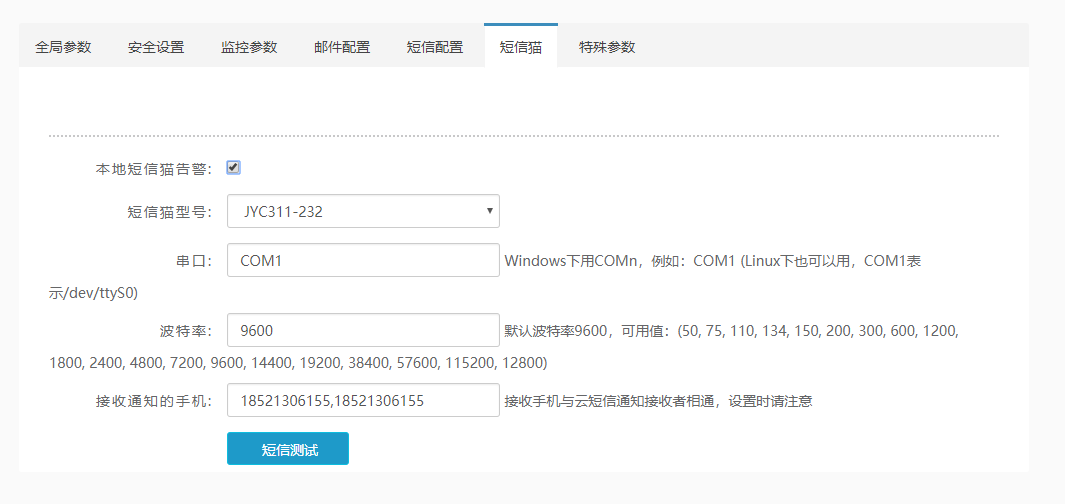 全局参数 安全设置 监控参数 邮件配置 短信配置 短信猫 特殊参数
本地短信猫告警：
短信猫型号： JYC311-232
串口： COM1 Windows下用COMn，例如：COM1 (Linux下也可以用，COM1表
示/dev/ttyS0)
波特率： 9600 默认波特率9600，可用值：(50, 75, 110, 134, 150, 200, 300, 600, 1200,
1800, 2400, 4800, 7200, 9600, 14400, 19200, 38400, 57600, 115200, 12800)
接收通知的手机： 18521306155,18521306155 接收手机与云短信通知接收者相通，设置时请注意
短信测试